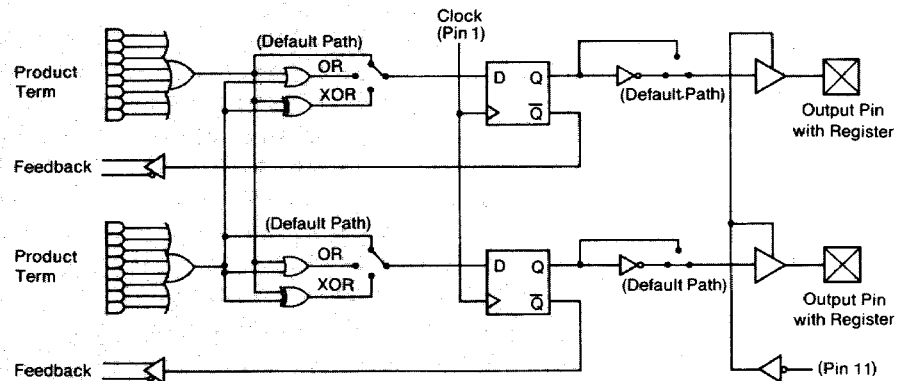 Clock
(Pin 1)
(Default Path)
OR
XOR
Product
Term
D Q
Q
(Default Path)
Output Pin
with Register
Feedback
(Default Path)
OR
XOR
Product
Term
D Q
Q
(Default Path)
Output Pin
with Register
Feedback
(Pin 11)